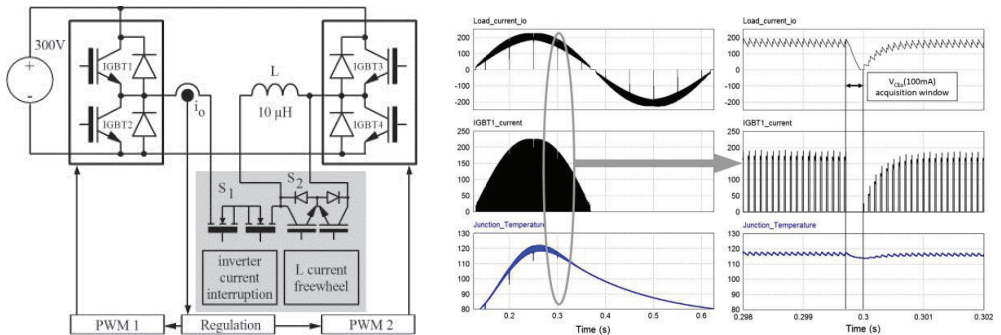 300V
+
-
IGBT1
IGBT2
IGBT3
IGBT4
i_o
L
10 µH
S1
S2
inverter
current
interruption
L current
freewheel
PWM 1
Regulation
PWM 2
Load_current_io
200
100
0
-100
-200
IGBT1_current
250
200
150
100
50
0
Junction_Temperature
130
120
110
100
90
80
0.2
0.3
0.4
0.5
0.6
Time (s)
Load_current_io
200
100
0
-100
-200
V_CEo(100mA)
acquisition window
IGBT1_current
250
200
150
100
50
0
Junction_Temperature
130
120
110
100
90
80
0.298
0.299
0.3
0.301
0.302
Time (s)